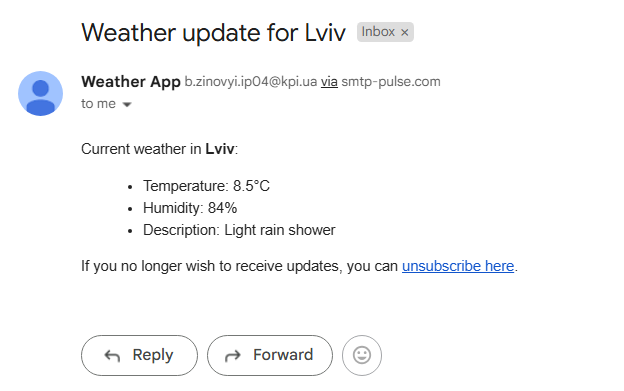 Weather update for Lviv Inbox ×
Weather App b.zinovyi.ip04@kpi.ua via smtp-pulse.com
to me
Current weather in Lviv:
• Temperature: 8.5°C
• Humidity: 84%
• Description: Light rain shower
If you no longer wish to receive updates, you can unsubscribe here.
Reply Forward